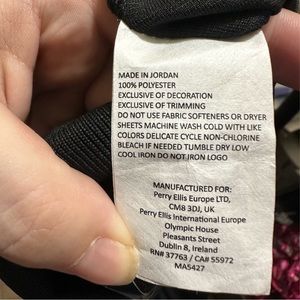 MADE IN JORDAN
100% POLYESTER
EXCLUSIVE OF DECORATION
EXCLUSIVE OF TRIMMING
DO NOT USE FABRIC SOFTENERS OR DRYER
SHEETS MACHINE WASH COLD WITH LIKE
COLORS DELICATE CYCLE NON-CHLORINE
BLEACH IF NEEDED TUMBLE DRY LOW
COOL IRON DO NOT IRON LOGO
MANUFACTURED FOR:
Perry Ellis Europe LTD,
CM8 3DJ, UK
Perry Ellis International Europe
Olympic House
Pleasants Street
Dublin 8, Ireland
RN# 37763 / CA# 55972
MA5427